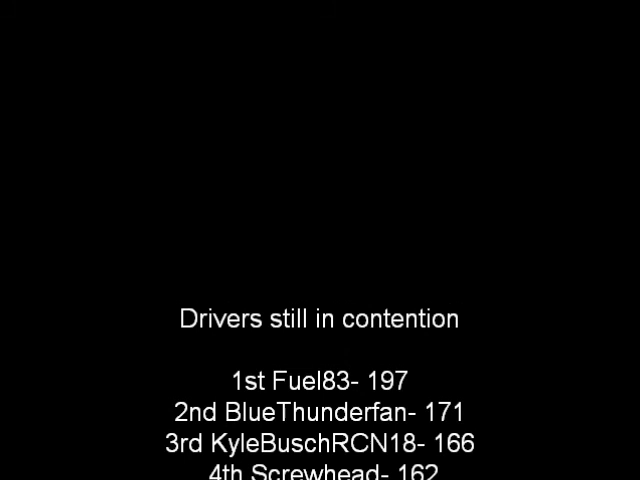 Drivers still in contention
1st Fuel83- 197
2nd BlueThunderfan- 171
3rd KyleBuschRCN18- 166
4th Screwhead- 162